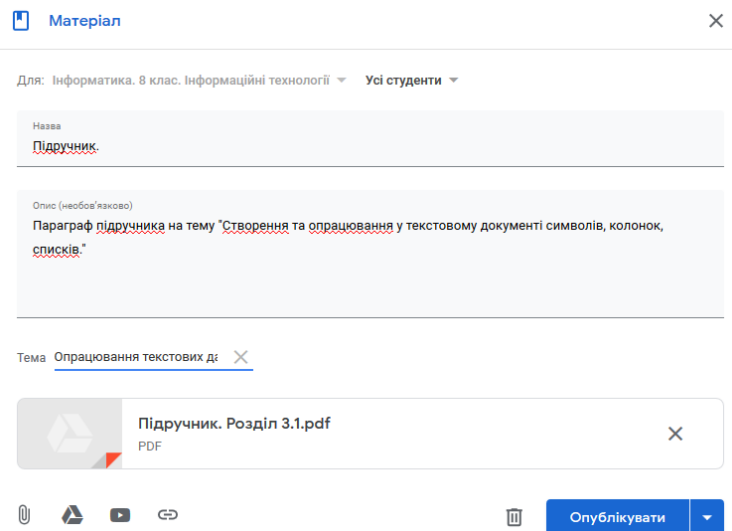 Матеріал
Для: Інформатика. 8 клас. Інформаційні технології Усі студенти
Назва
Підручник.
Опис (необов'язково)
Параграф підручника на тему "Створення та опрацювання у текстовому документі символів, колонок,
списків."
Тема Опрацювання текстових да
Підручник. Розділ 3.1.pdf
PDF
Опублікувати